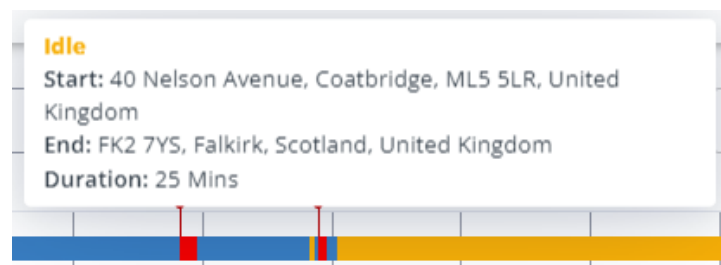 Idle
Start: 40 Nelson Avenue, Coatbridge, ML5 5LR, United
Kingdom
End: FK2 7YS, Falkirk, Scotland, United Kingdom
Duration: 25 Mins